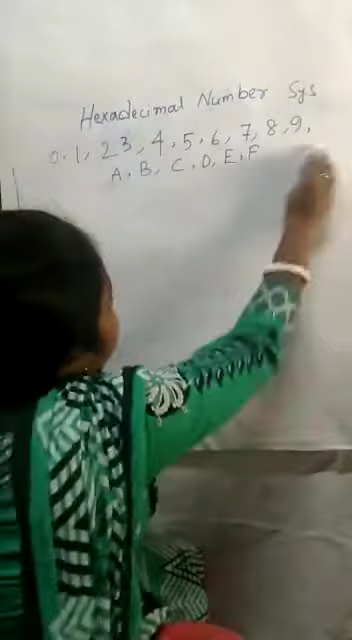 Hexadecimal Number Sys
0, 1, 2 3, 4, 5, 6, 7, 8, 9,
A, B, C, D, E, F